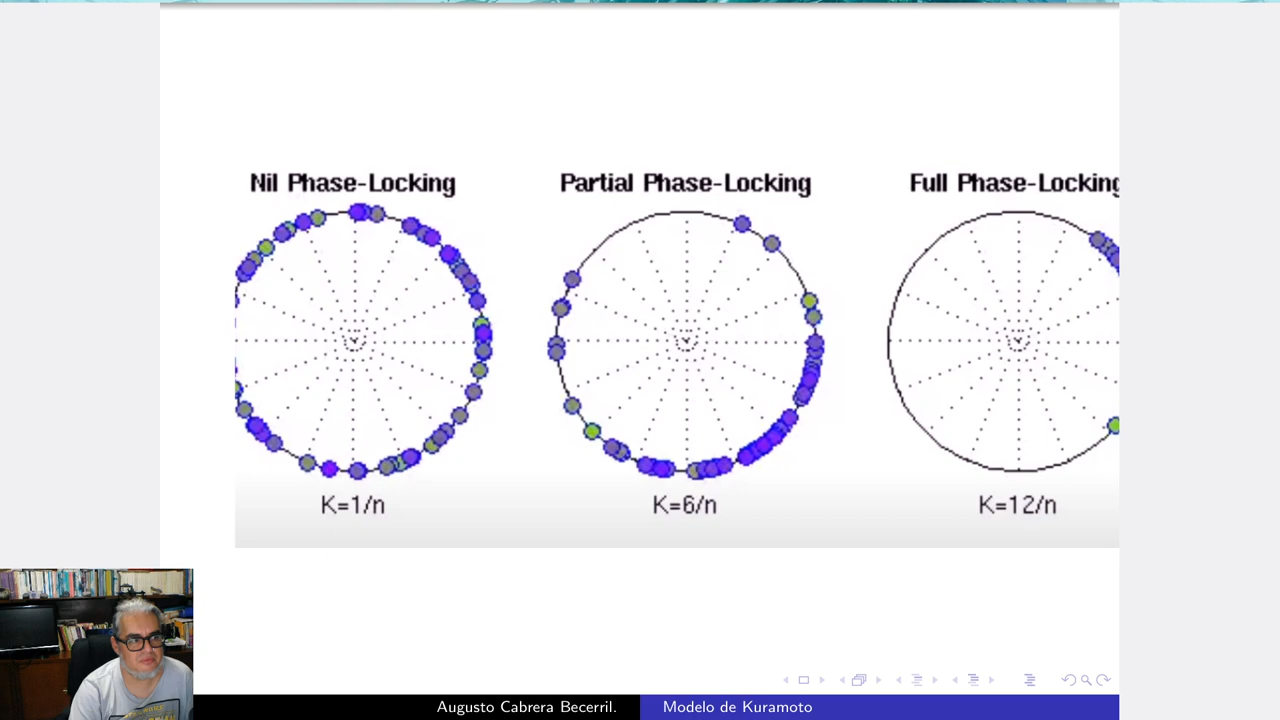 Nil Phase-Locking
Partial Phase-Locking
Full Phase-Locking
K=1/n
K=6/n
K=12/n
Augusto Cabrera Becerril.
Modelo de Kuramoto